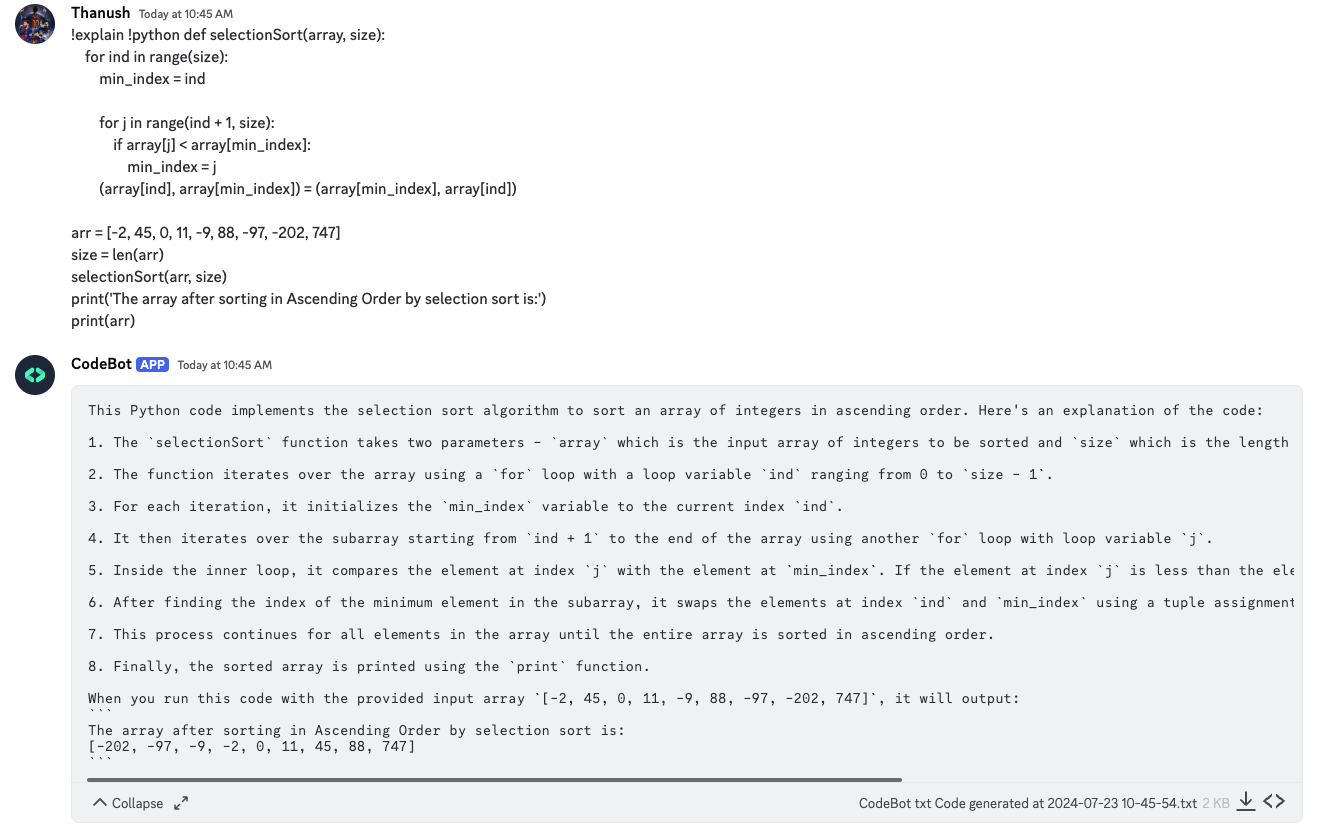 Thanush Today at 10:45 AM
!explain !python def selectionSort(array, size):
    for ind in range(size):
        min_index = ind

        for j in range(ind + 1, size):
            if array[j] < array[min_index]:
                min_index = j
        (array[ind], array[min_index]) = (array[min_index], array[ind])

arr = [-2, 45, 0, 11, -9, 88, -97, -202, 747]
size = len(arr)
selectionSort(arr, size)
print('The array after sorting in Ascending Order by selection sort is:')
print(arr)
CodeBot APP Today at 10:45 AM
This Python code implements the selection sort algorithm to sort an array of integers in ascending order. Here's an explanation of the code:
1. The `selectionSort` function takes two parameters - `array` which is the input array of integers to be sorted and `size` which is the length
2. The function iterates over the array using a `for` loop with a loop variable `ind` ranging from 0 to `size - 1`.
3. For each iteration, it initializes the `min_index` variable to the current index `ind`.
4. It then iterates over the subarray starting from `ind + 1` to the end of the array using another `for` loop with loop variable `j`.
5. Inside the inner loop, it compares the element at index `j` with the element at `min_index`. If the element at index `j` is less than the ele
6. After finding the index of the minimum element in the subarray, it swaps the elements at index `ind` and `min_index` using a tuple assignment
7. This process continues for all elements in the array until the entire array is sorted in ascending order.
8. Finally, the sorted array is printed using the `print` function.
When you run this code with the provided input array `[-2, 45, 0, 11, -9, 88, -97, -202, 747]`, it will output:
```
The array after sorting in Ascending Order by selection sort is:
[-202, -97, -9, -2, 0, 11, 45, 88, 747]
```
Collapse CodeBot txt Code generated at 2024-07-23 10-45-54.txt 2 KB